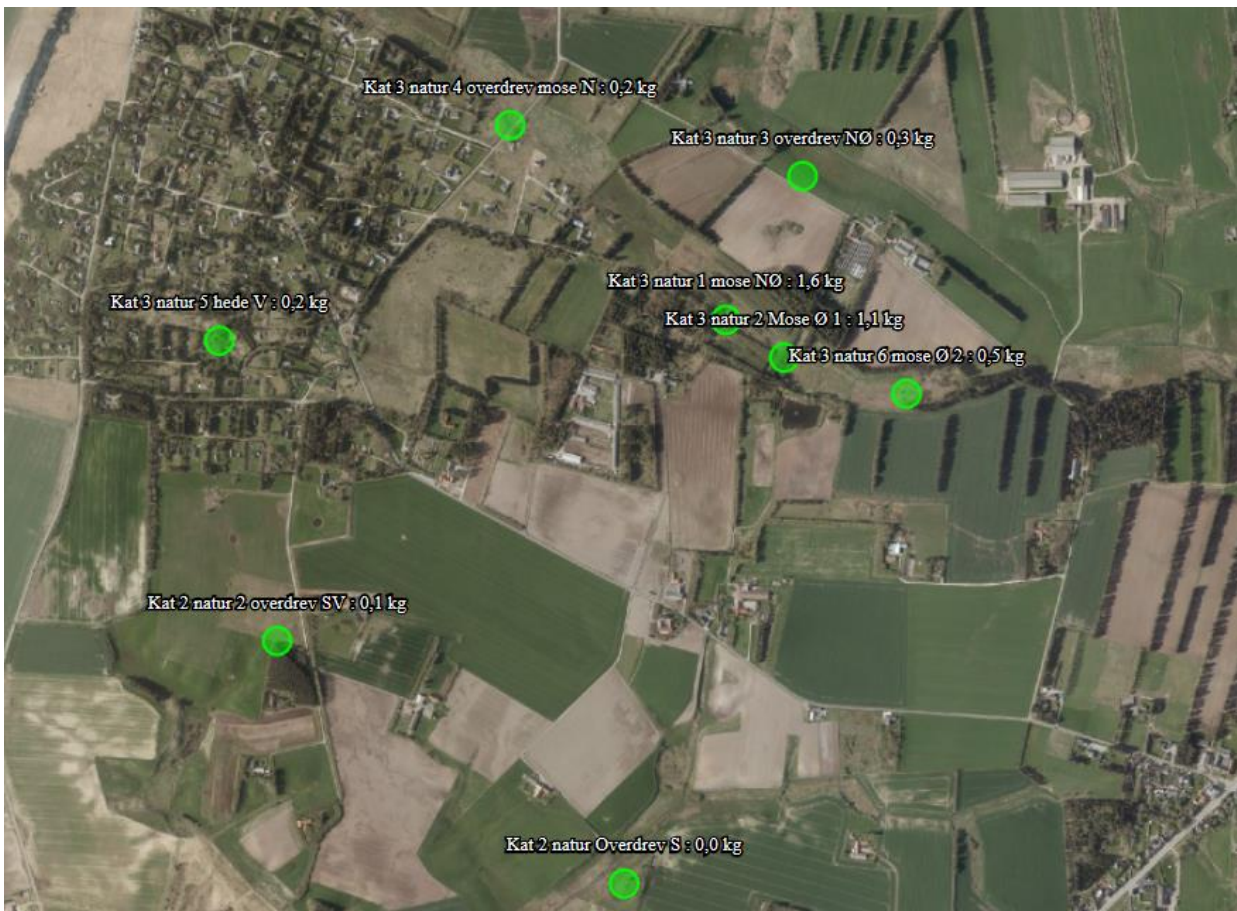 Kat 3 natur 4 overdrev mose N : 0,2 kg
Kat 3 natur 3 overdrev NØ : 0,3 kg
Kat 3 natur 1 mose NØ : 1,6 kg
Kat 3 natur 5 hede V : 0,2 kg
Kat 3 natur 2 Mose Ø 1 : 1,1 kg
Kat 3 natur 6 mose Ø 2 : 0,5 kg
Kat 2 natur 2 overdrev SV : 0,1 kg
Kat 2 natur Overdrev S : 0,0 kg